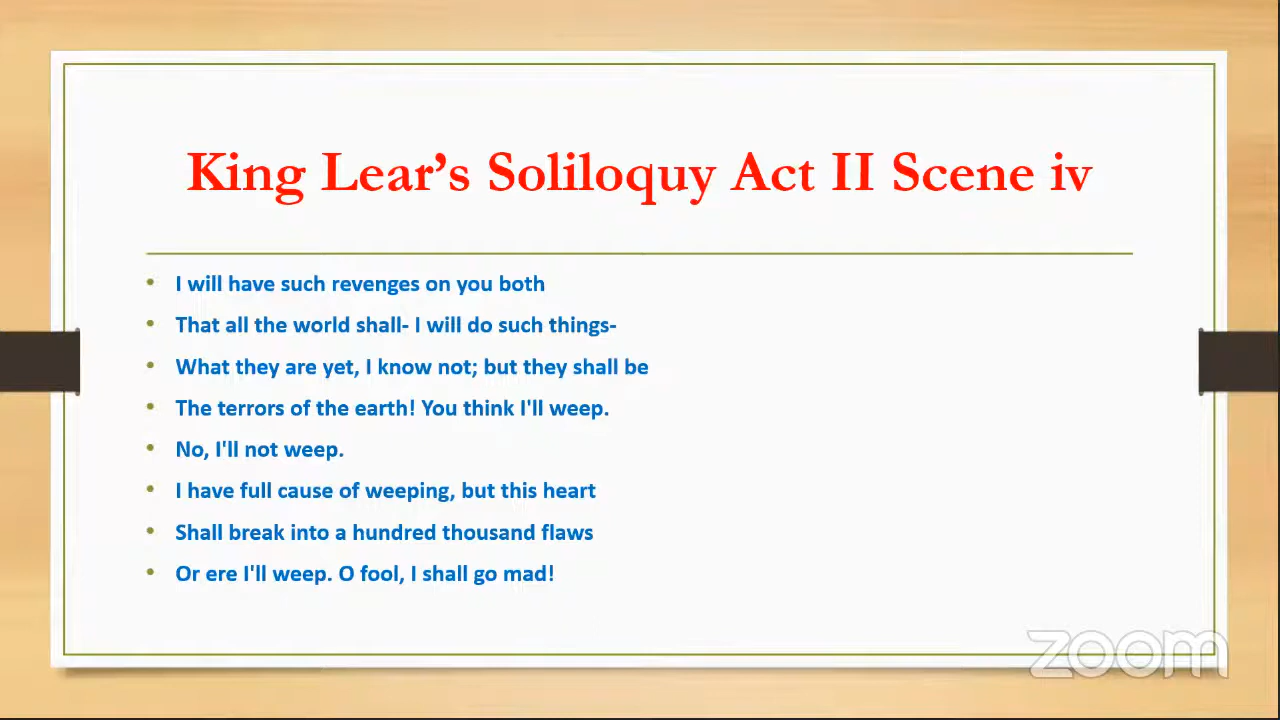 King Lear’s Soliloquy Act II Scene iv
• I will have such revenges on you both
• That all the world shall- I will do such things-
• What they are yet, I know not; but they shall be
• The terrors of the earth! You think I'll weep.
• No, I'll not weep.
• I have full cause of weeping, but this heart
• Shall break into a hundred thousand flaws
• Or ere I'll weep. O fool, I shall go mad!
zoom